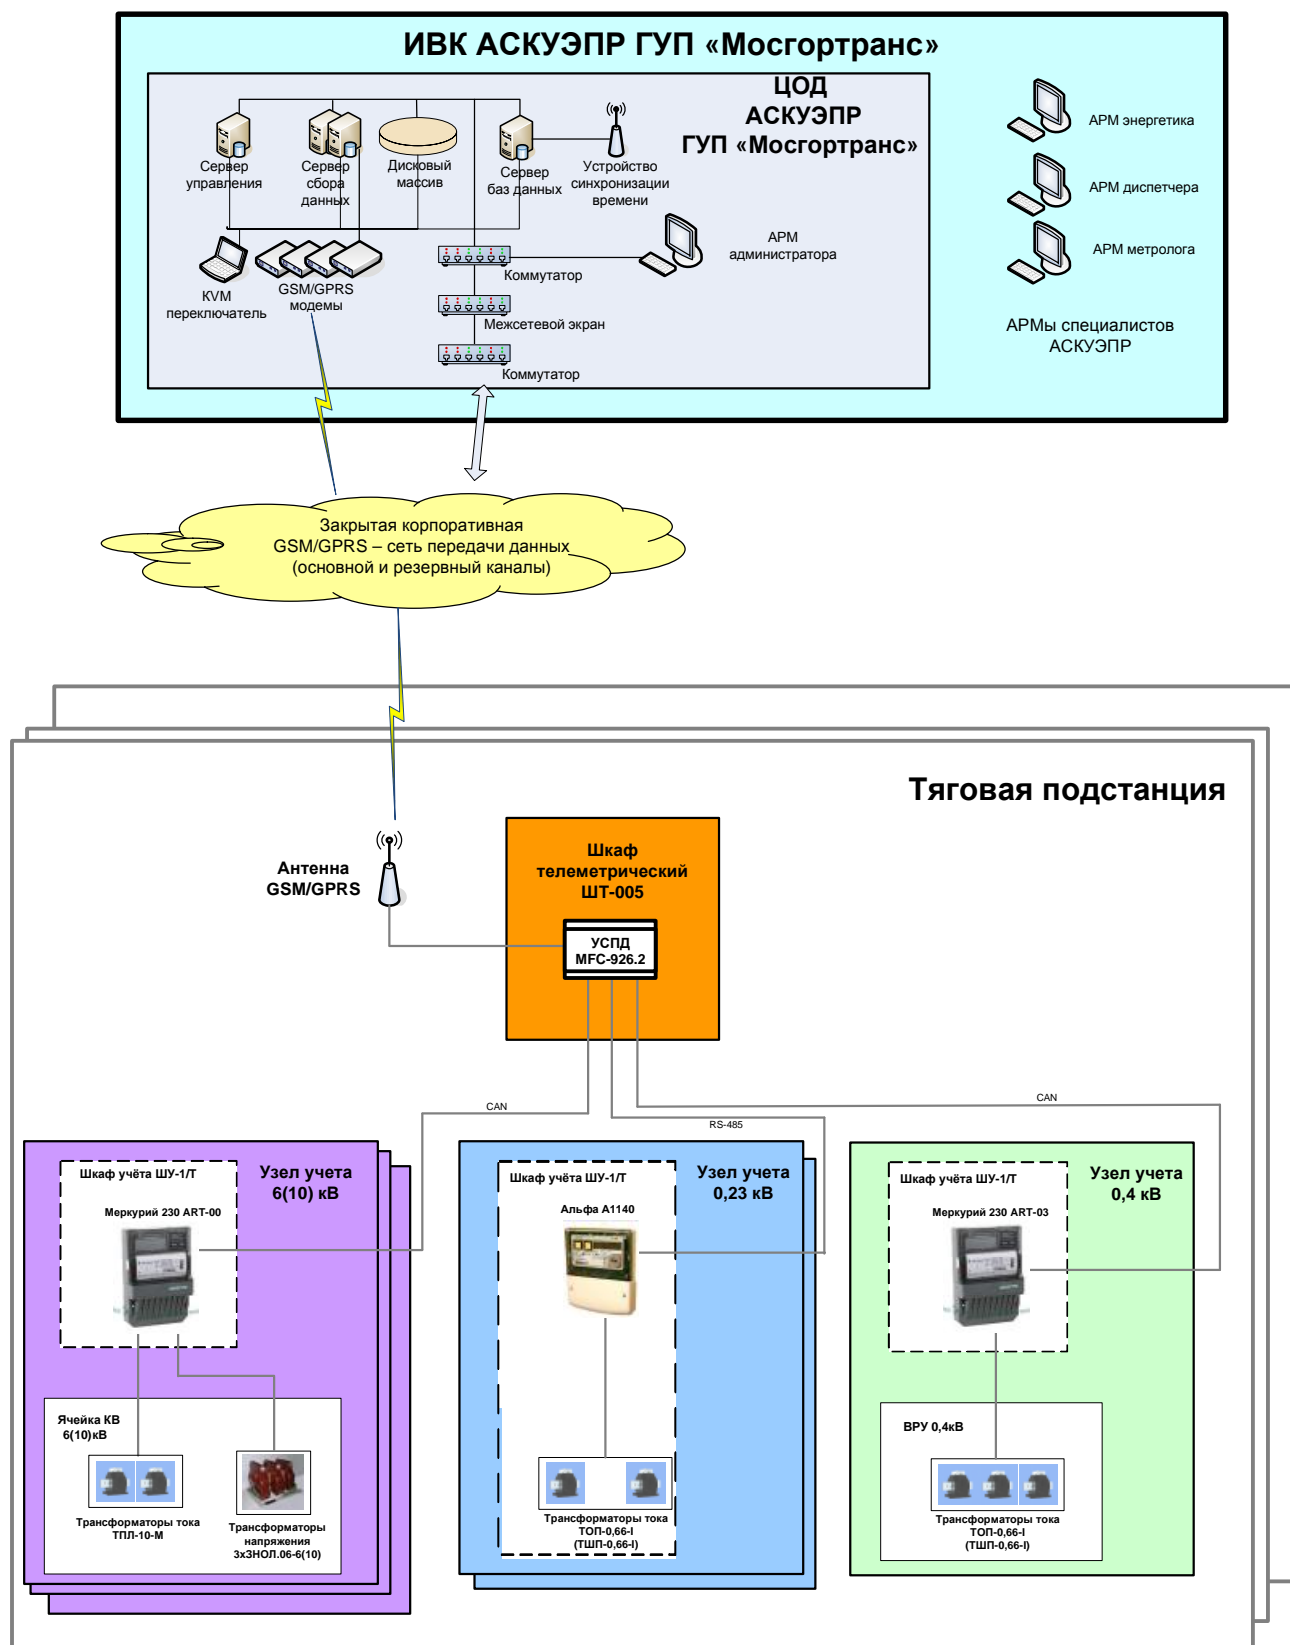 ИВК АСКУЭПР ГУП «Мосгортранс»
ЦОД
АСКУЭПР
ГУП «Мосгортранс»
Сервер
управления
Сервер
сбора
данных
Дисковый
массив
Сервер
баз данных
Устройство
синхронизации
времени
КVM
переключатель
GSM/GPRS
модемы
Коммутатор
Межсетевой экран
Коммутатор
АРМ
администратора
АРМ энергетика
АРМ диспетчера
АРМ метролога
АРМы специалистов
АСКУЭПР
Закрытая корпоративная
GSM/GPRS – сеть передачи данных
(основной и резервный каналы)
Тяговая подстанция
Антенна
GSM/GPRS
Шкаф
телеметрический
ШТ-005
УСПД
MFC-926.2
CAN
RS-485
CAN
Шкаф учёта ШУ-1/Т
Узел учета
6(10) кВ
Меркурий 230 ART-00
Ячейка КВ
6(10)кВ
Трансформаторы тока
ТПЛ-10-М
Трансформаторы
напряжения
3хЗНОЛ.06-6(10)
Шкаф учёта ШУ-1/Т
Узел учета
0,23 кВ
Альфа А1140
Трансформаторы тока
ТОП-0,66-I
(ТШП-0,66-I)
Шкаф учёта ШУ-1/Т
Узел учета
0,4 кВ
Меркурий 230 ART-03
ВРУ 0,4кВ
Трансформаторы тока
ТОП-0,66-I
(ТШП-0,66-I)